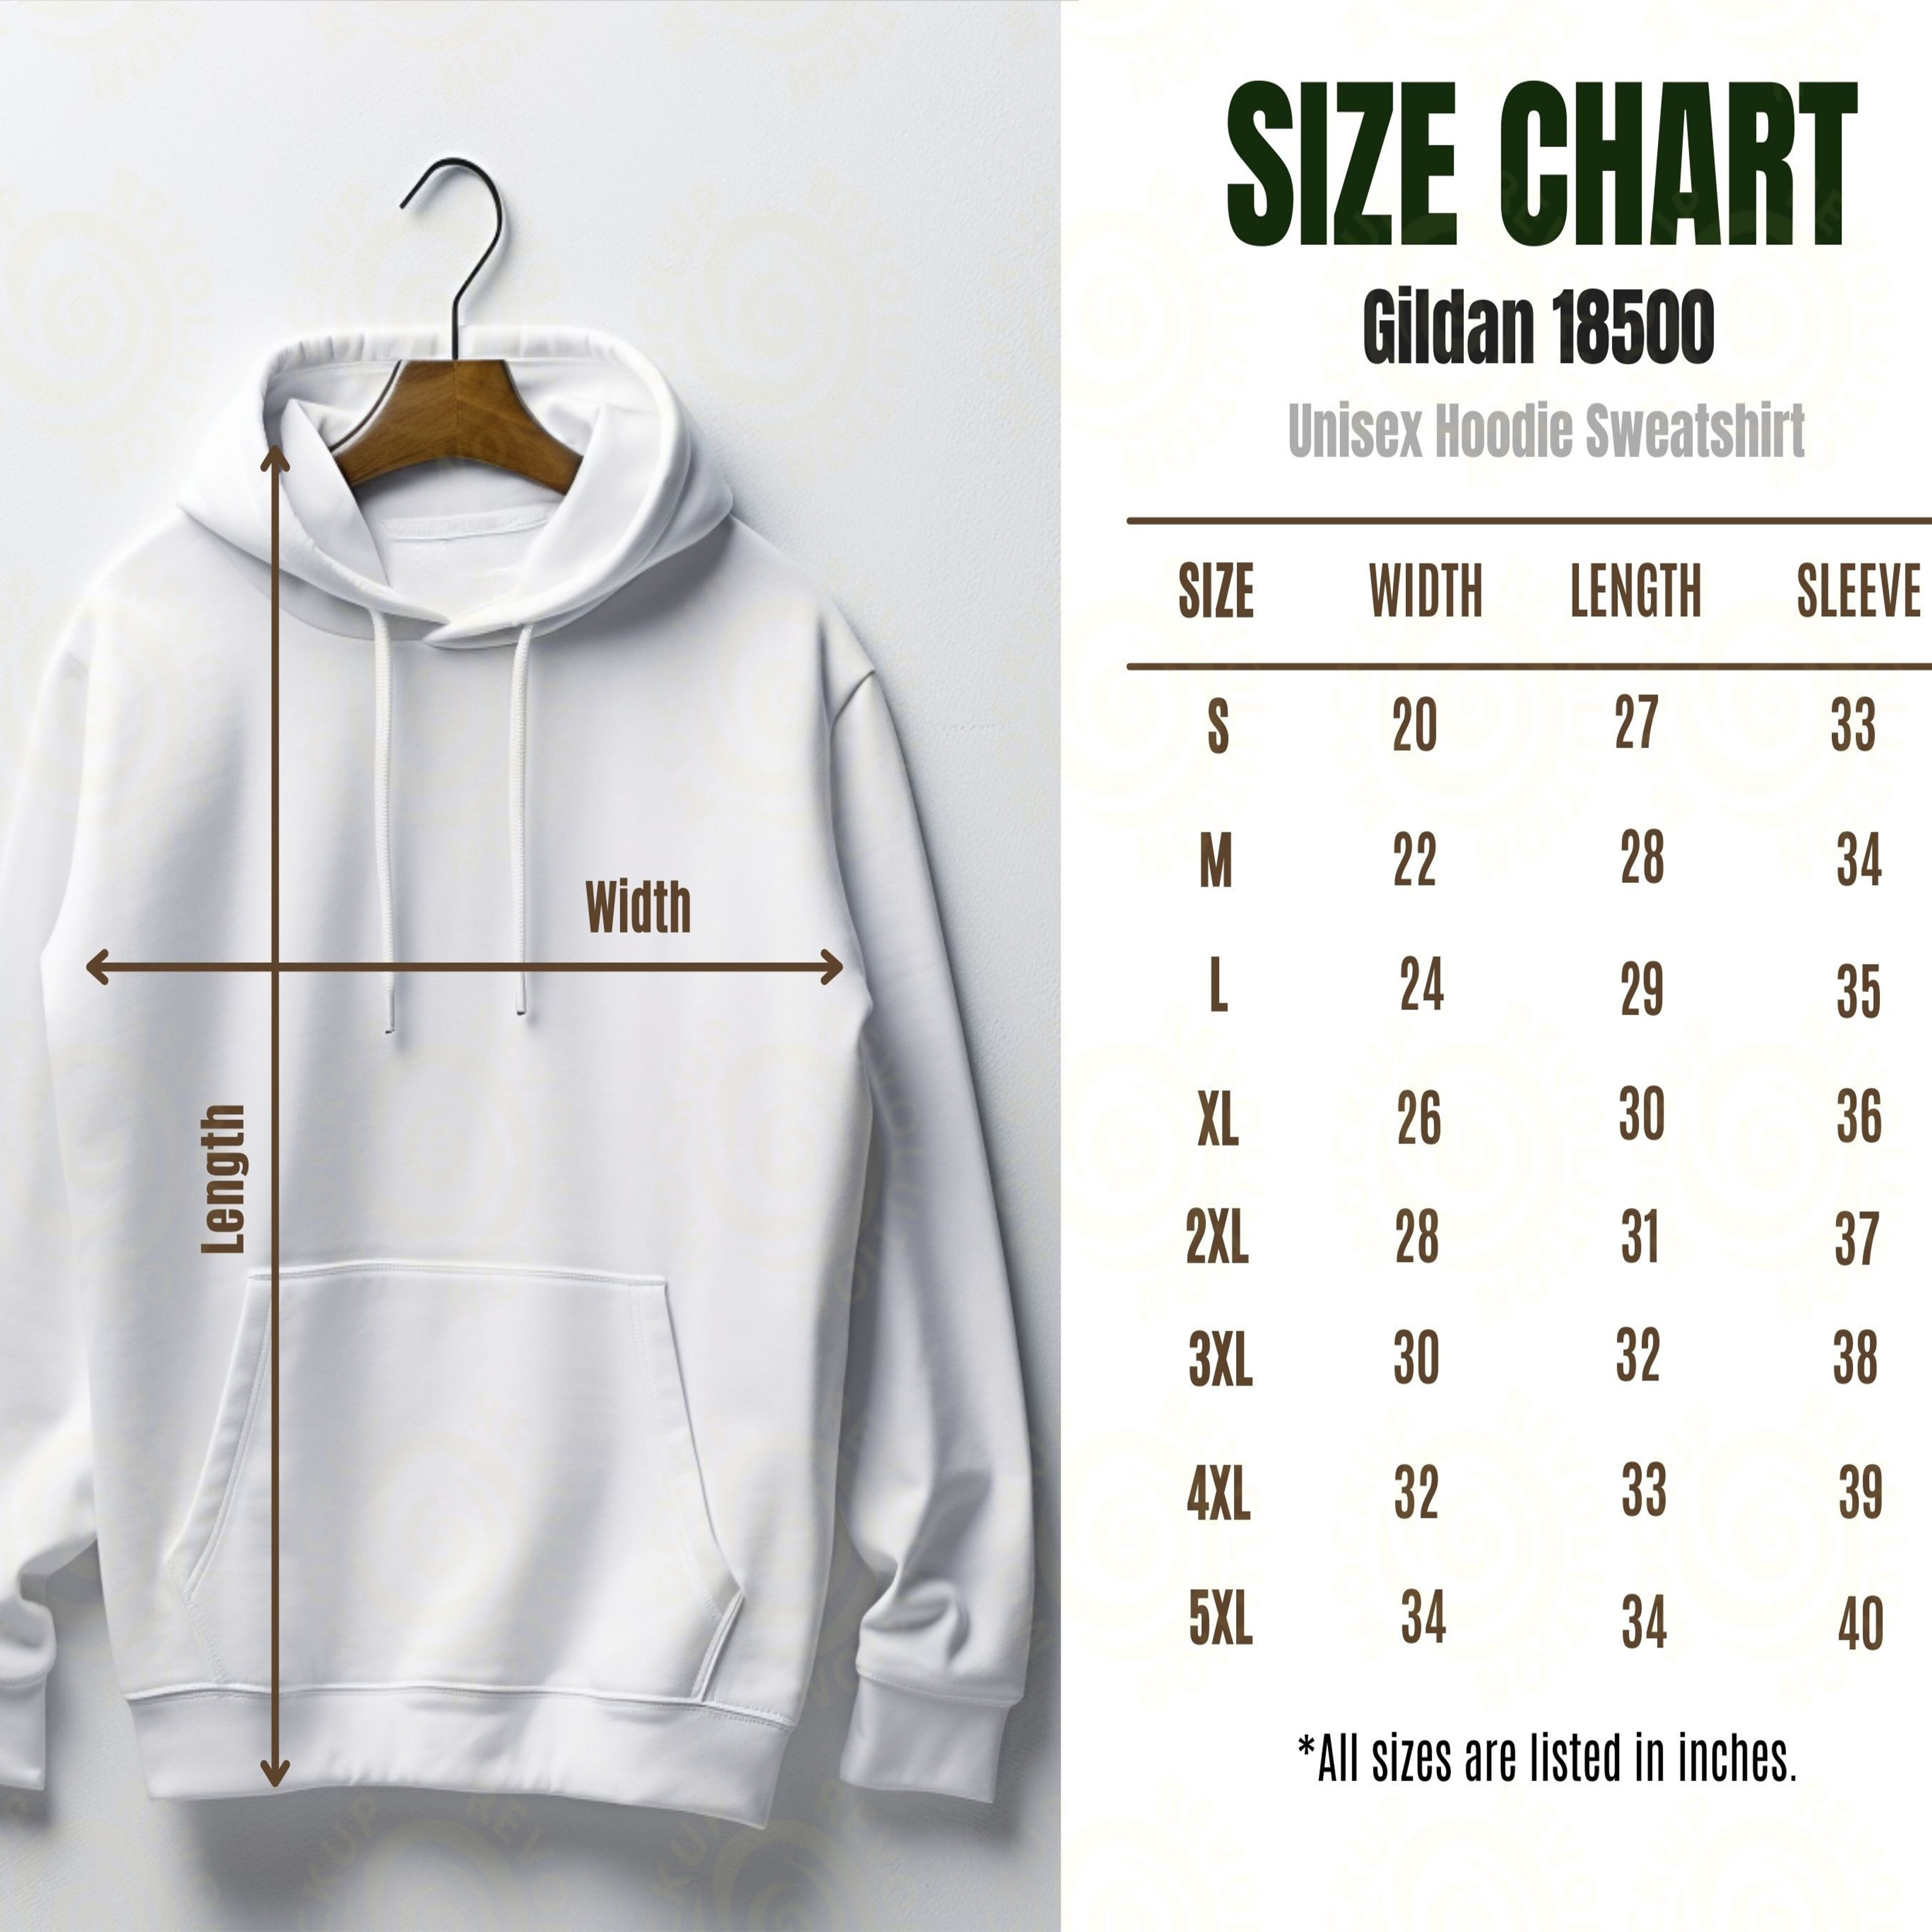 SIZE CHART
Gildan 18500
Unisex Hoodie Sweatshirt
SIZE WIDTH LENGTH SLEEVE
S 20 27 33
M 22 28 34
L 24 29 35
XL 26 30 36
2XL 28 31 37
3XL 30 32 38
4XL 32 33 39
5XL 34 34 40
*All sizes are listed in inches.
Width
Length